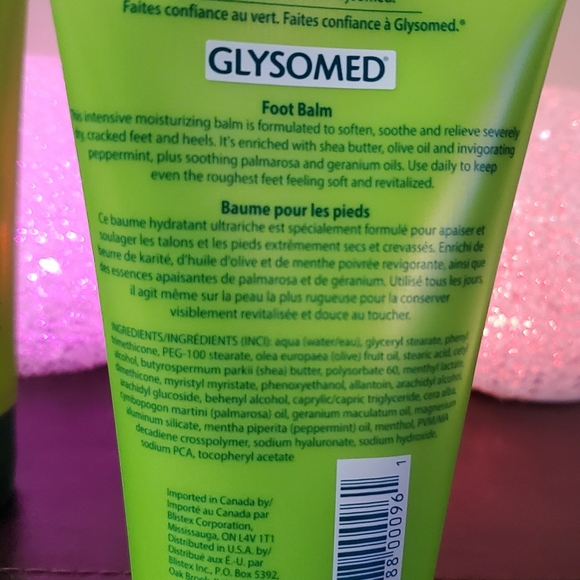 Faites confiance au vert. Faites confiance à Glysomed.®
GLYSOMED®
Foot Balm
This intensive moisturizing balm is formulated to soften, soothe and relieve severely
dry, cracked feet and heels. It's enriched with shea butter, olive oil and invigorating
peppermint, plus soothing palmarosa and geranium oils. Use daily to keep
even the roughest feet feeling soft and revitalized.
Baume pour les pieds
Ce baume hydratant ultrariche est spécialement formulé pour apaiser et
soulager les talons et les pieds extrêmement secs et crevassés. Enrichi de
beurre de karité, d'huile d'olive et de menthe poivrée revigorante, ainsi que
des essences apaisantes de palmarosa et de géranium. Utilisé tous les jours,
il agit même sur la peau la plus rugueuse pour la conserver
visiblement revitalisée et douce au toucher.
INGREDIENTS/INGRÉDIENTS (INCI): aqua (water/eau), glyceryl stearate, phenyl
trimethicone, PEG-100 stearate, olea europaea (olive) fruit oil, stearic acid, cetyl
alcohol, butyrospermum parkii (shea) butter, polysorbate 60, menthyl lactate,
dimethicone, myristyl myristate, phenoxyethanol, allantoin, arachidyl alcohol,
arachidyl glucoside, behenyl alcohol, caprylic/capric triglyceride, cera alba,
cymbopogon martini (palmarosa) oil, geranium maculatum oil, magnesium
aluminum silicate, mentha piperita (peppermint) oil, menthol, PVM/MA
decadiene crosspolymer, sodium hyaluronate, sodium hydroxide,
sodium PCA, tocopheryl acetate
Imported in Canada by/
Importé au Canada par
Blistex Corporation,
Mississauga, ON L4V 1T1
Distributed in U.S.A. by/
Distribué aux É.-U. par
Blistex Inc., P.O. Box 5392,
Oak Brook,